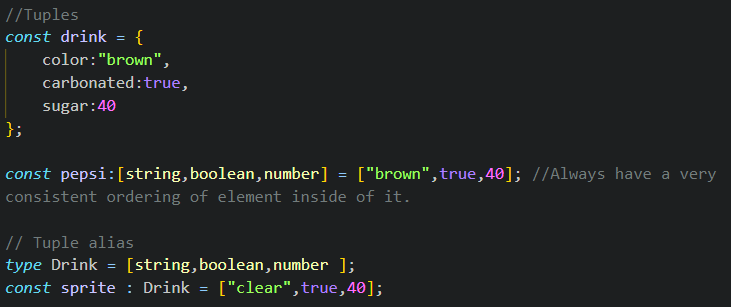 //Tuples
const drink = {
    color:"brown",
    carbonated:true,
    sugar:40
};

const pepsi:[string,boolean,number] = ["brown",true,40]; //Always have a very
consistent ordering of element inside of it.

// Tuple alias
type Drink = [string,boolean,number ];
const sprite : Drink = ["clear",true,40];